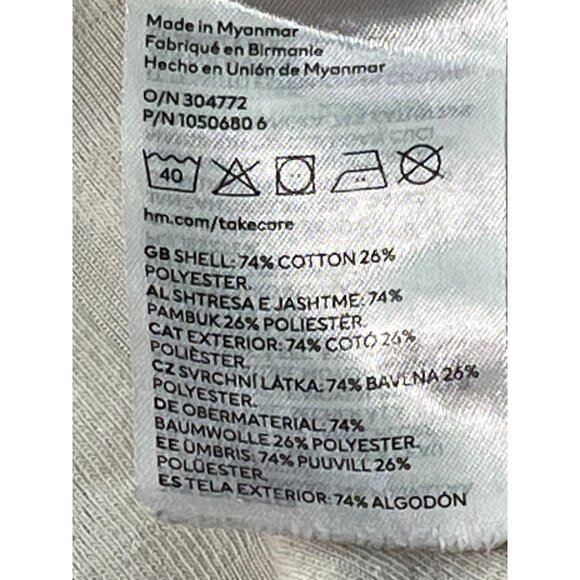 Made in Myanmar
Fabriqué en Birmanie
Hecho en Unión de Myanmar
O/N 304772
P/N 1050680 6
40
hm.com/takecare
GB SHELL: 74% COTTON 26%
POLYESTER.
AL SHTRESA E JASHTME: 74%
PAMBUK 26% POLIESTËR.
CAT EXTERIOR: 74% COTÓ 26%
POLIÈSTER.
CZ SVRCHNÍ LÁTKA: 74% BAVLNA 26%
POLYESTER.
DE OBERMATERIAL: 74%
BAUMWOLLE 26% POLYESTER.
EE ÜMBRIS: 74% PUUVILL 26%
POLÜESTER.
ES TELA EXTERIOR: 74% ALGODÓN